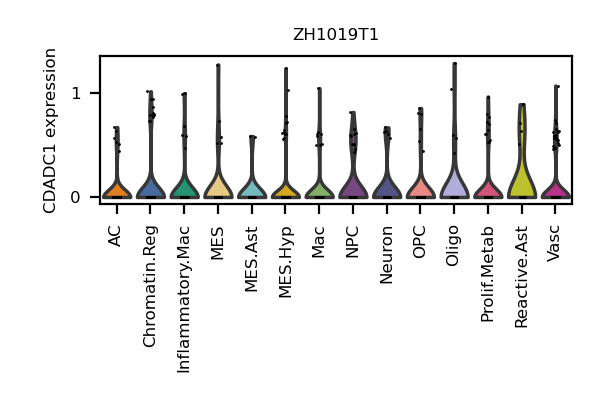 ZH1019T1
CDADC1 expression
1
0
AC
Chromatin.Reg
Inflammatory.Mac
MES
MES.Ast
MES.Hyp
Mac
NPC
Neuron
OPC
Oligo
Prolif.Metab
Reactive.Ast
Vasc